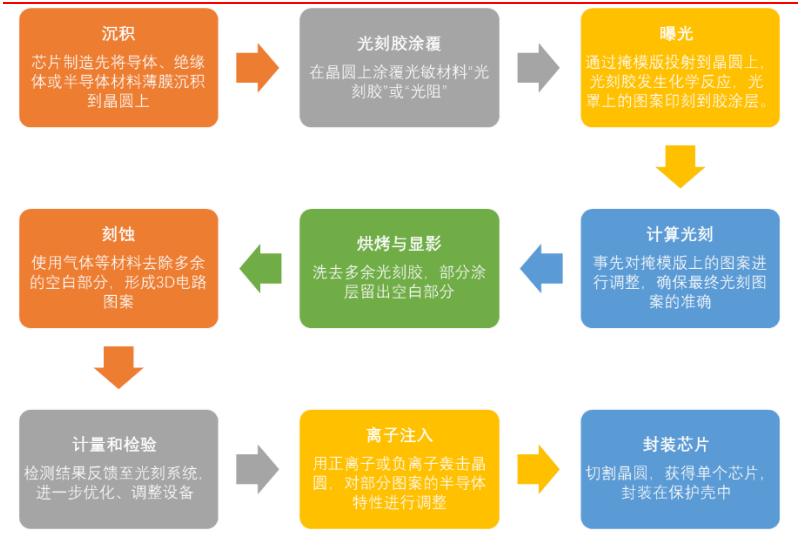 沉积
芯片制造先将导体、绝缘
体或半导体材料薄膜沉积
到晶圆上
光刻胶涂覆
在晶圆上涂覆光敏材料“光
刻胶”或“光阻”
曝光
通过掩模版投射到晶圆上，
光刻胶发生化学反应，光
罩上的图案印刻到胶涂层。
计算光刻
事先对掩模版上的图案进
行调整，确保最终光刻图
案的准确
烘烤与显影
洗去多余光刻胶，部分涂
层留出空白部分
刻蚀
使用气体等材料去除多余
的空白部分，形成3D电路
图案
计量和检验
检测结果反馈至光刻系统，
进一步优化、调整设备
离子注入
用正离子或负离子轰击晶
圆，对部分图案的半导体
特性进行调整
封装芯片
切割晶圆，获得单个芯片，
封装在保护壳中